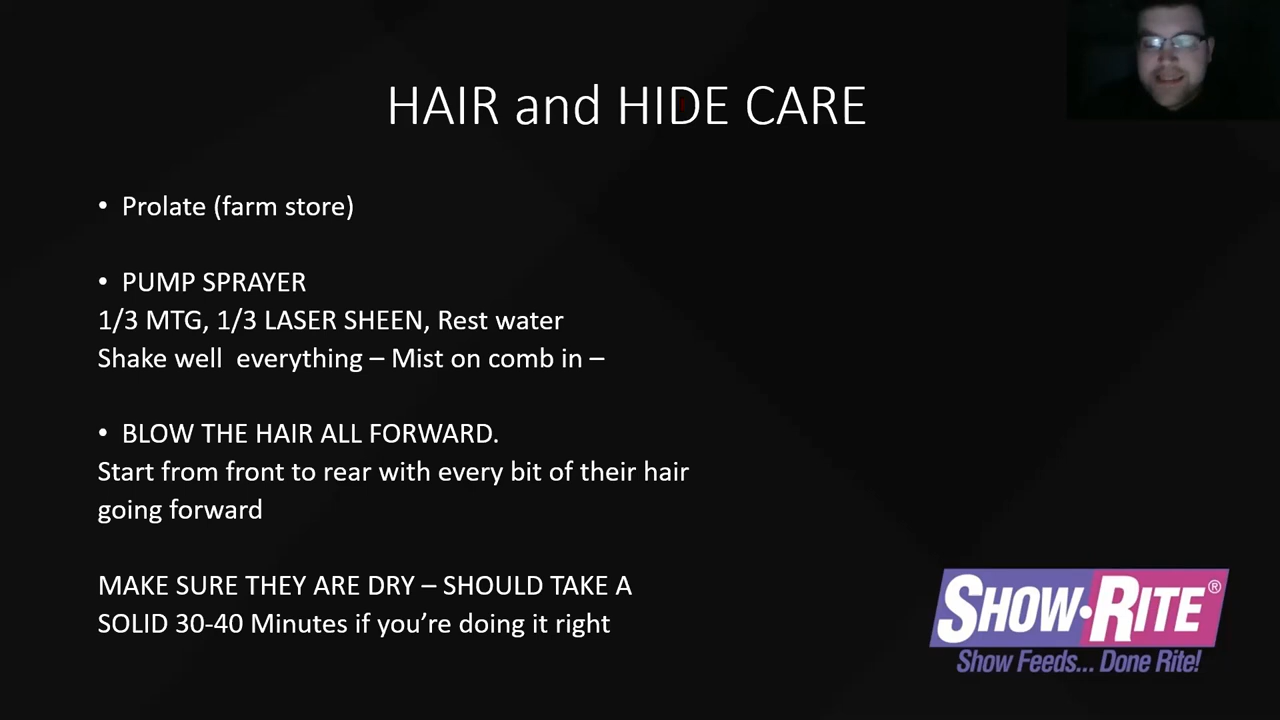 HAIR and HIDE CARE
• Prolate (farm store)
• PUMP SPRAYER
1/3 MTG, 1/3 LASER SHEEN, Rest water
Shake well  everything – Mist on comb in –
• BLOW THE HAIR ALL FORWARD.
Start from front to rear with every bit of their hair
going forward
MAKE SURE THEY ARE DRY – SHOULD TAKE A
SOLID 30-40 Minutes if you’re doing it right
SHOW•RITE®
Show Feeds... Done Rite!